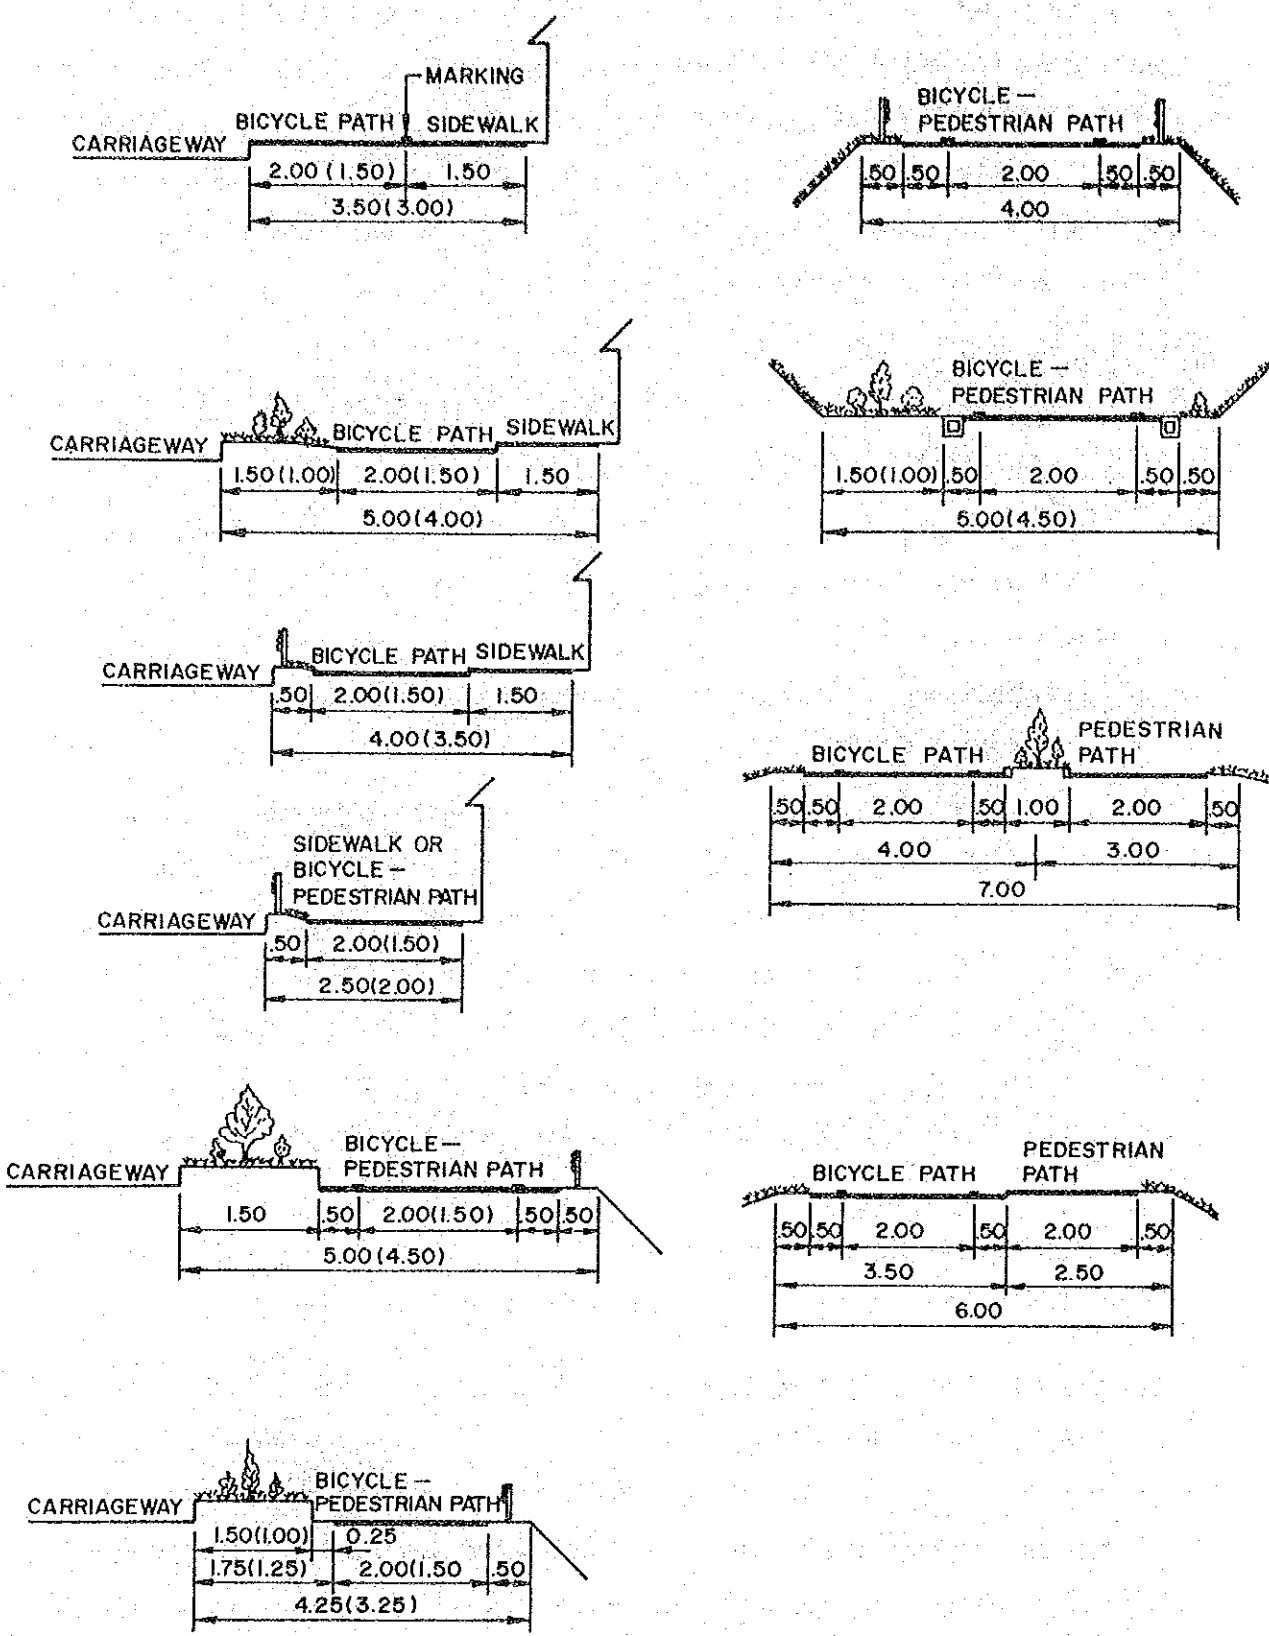 MARKING
BICYCLE PATH SIDEWALK
CARRIAGEWAY
2.00(1.50) 1.50
3.50(3.00)
CARRIAGEWAY BICYCLE PATH SIDEWALK
1.50(1.00) 2.00(1.50) 1.50
5.00(4.00)
CARRIAGEWAY BICYCLE PATH SIDEWALK
.50 2.00(1.50) 1.50
4.00(3.50)
SIDEWALK OR
BICYCLE—
PEDESTRIAN PATH
CARRIAGEWAY
.50 2.00(1.50)
2.50(2.00)
BICYCLE—
PEDESTRIAN PATH
CARRIAGEWAY
1.50 .50 2.00(1.50) .50 .50
5.00(4.50)
BICYCLE—
PEDESTRIAN PATH
CARRIAGEWAY
1.50(1.00) 0.25
1.75(1.25) 2.00(1.50 .50
4.25(3.25)
BICYCLE—
PEDESTRIAN PATH
.50 .50 2.00 .50 .50
4.00
BICYCLE—
PEDESTRIAN PATH
1.50(1.00) .50 2.00 .50 .50
5.00(4.50)
PEDESTRIAN
BICYCLE PATH PATH
.50 .50 2.00 .50 1.00 2.00 .50
4.00 3.00
7.00
PEDESTRIAN
BICYCLE PATH PATH
.50 .50 2.00 .50 2.00 .50
3.50 2.50
6.00